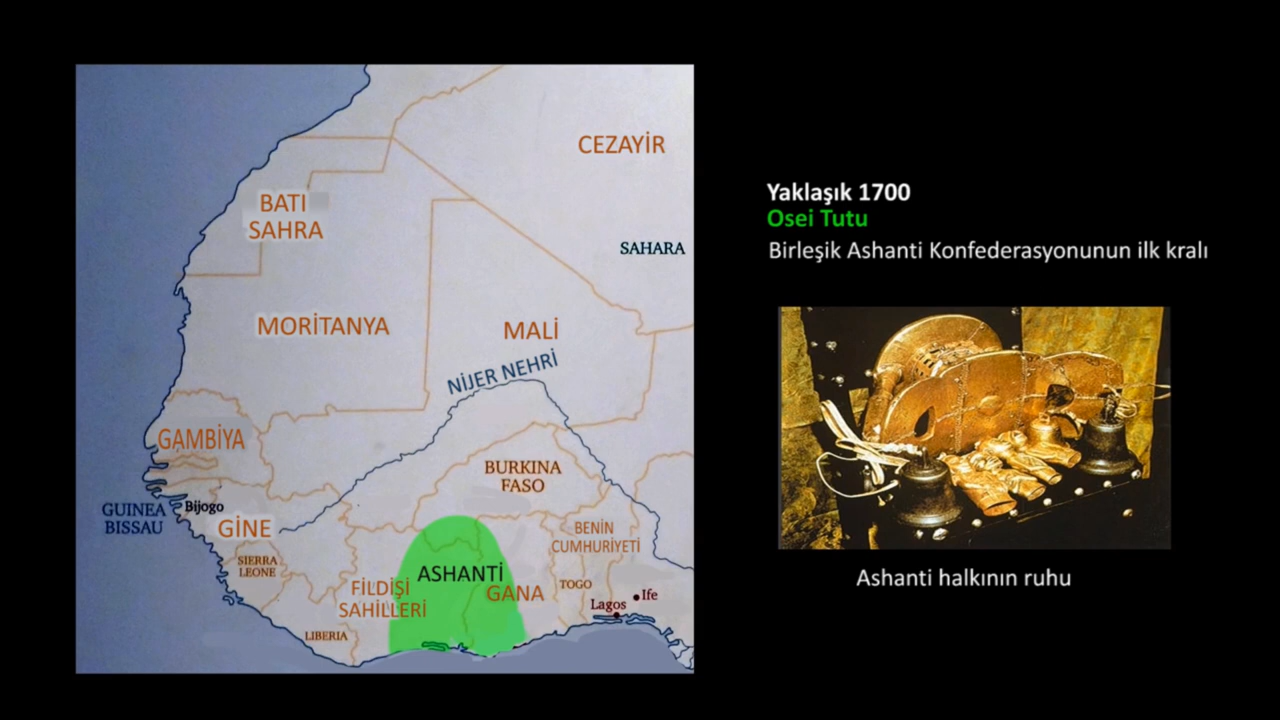 CEZAYİR
BATI
SAHRA
SAHARA
MORİTANYA
MALİ
NİJER NEHRİ
GAMBİYA
BURKINA
FASO
GUINEA
BISSAU
Bijogo
GİNE
BENİN
CUMHURİYETİ
SIERRA
LEONE
ASHANTİ
FİLDİŞİ
SAHİLLERİ
GANA
TOGO
Ife
Lagos
LIBERIA
Yaklaşık 1700
Osei Tutu
Birleşik Ashanti Konfederasyonunun ilk kralı
Ashanti halkının ruhu